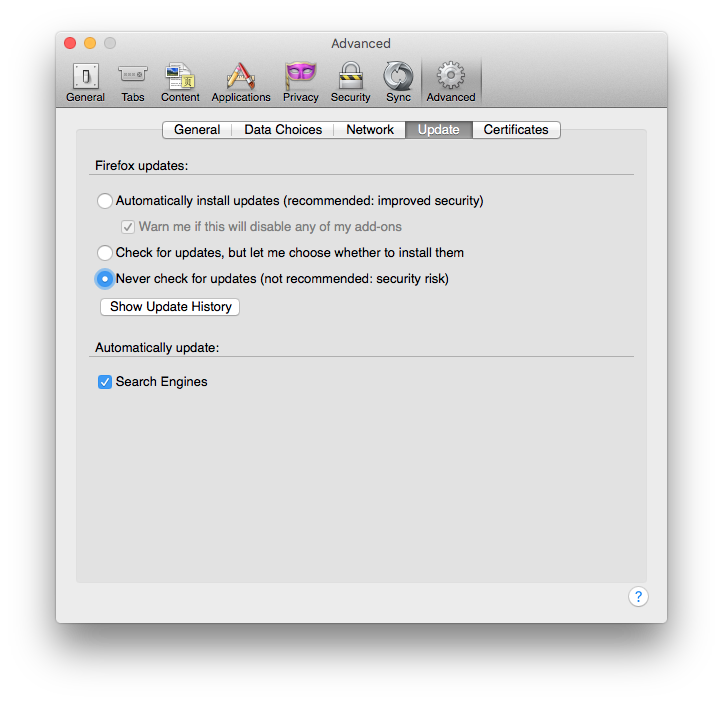 Advanced
General Tabs Content Applications Privacy Security Sync Advanced
General Data Choices Network Update Certificates
Firefox updates:
Automatically install updates (recommended: improved security)
Warn me if this will disable any of my add-ons
Check for updates, but let me choose whether to install them
Never check for updates (not recommended: security risk)
Show Update History
Automatically update:
Search Engines
?